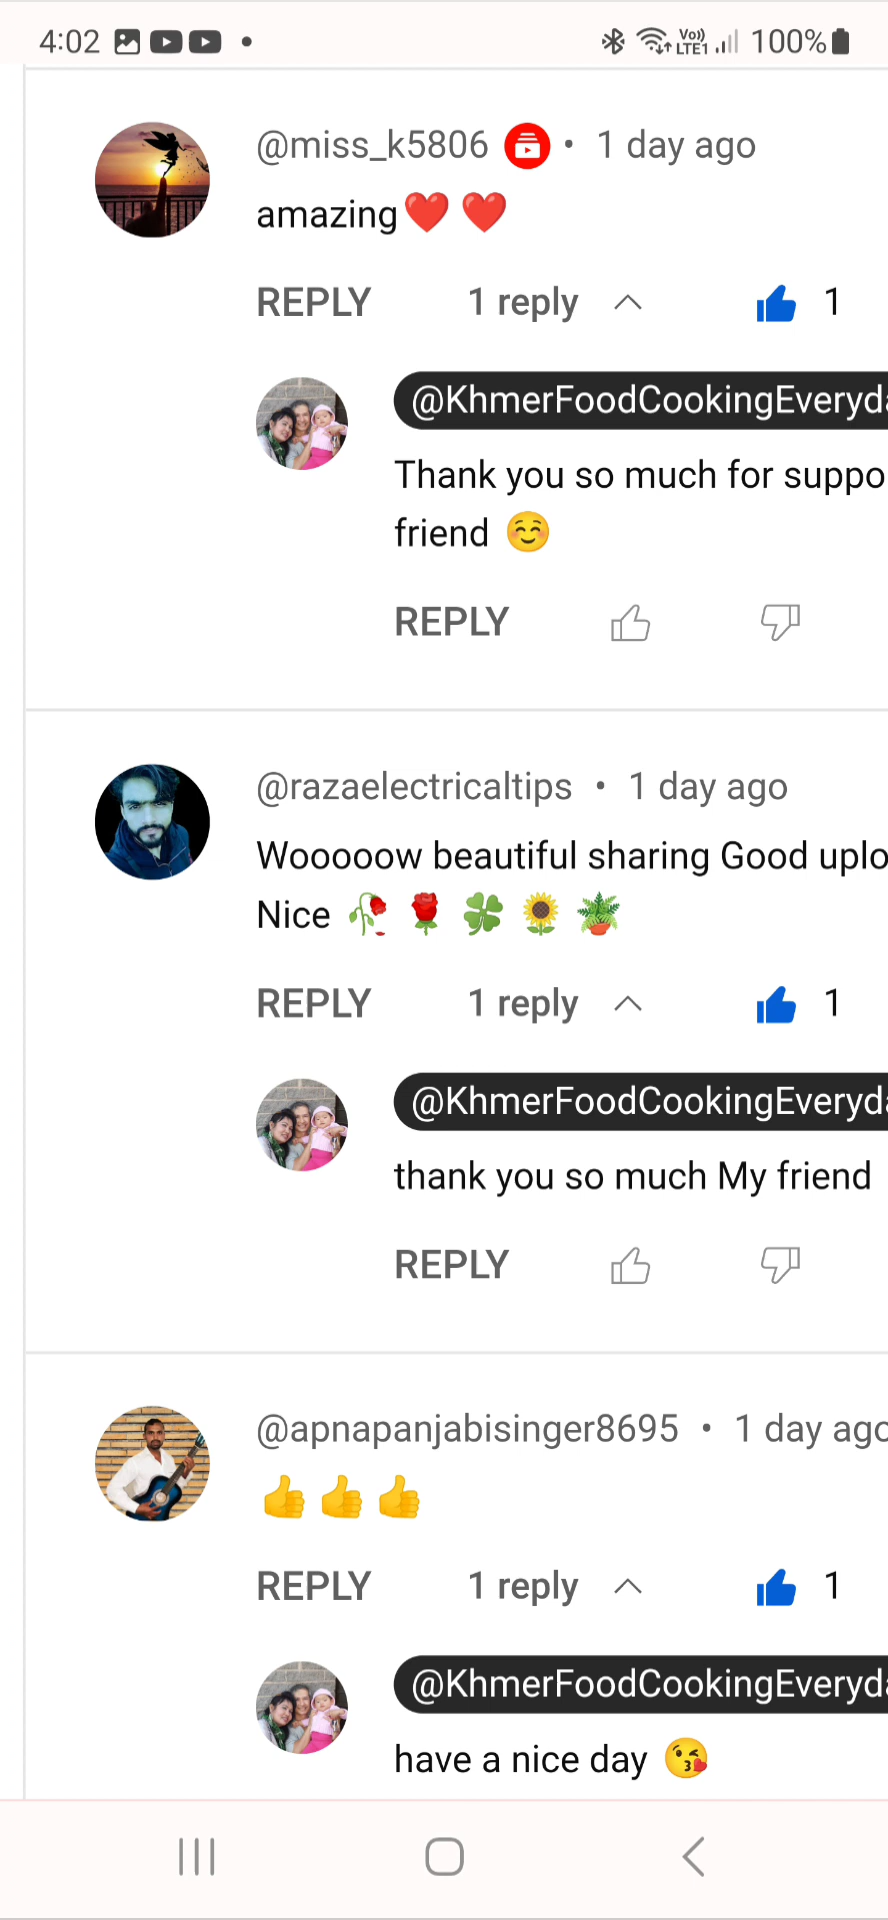 4:02
Vo)) LTE1 100%
@miss_k5806 • 1 day ago
amazing❤️❤️
REPLY 1 reply 1
@KhmerFoodCookingEveryd
Thank you so much for suppo
friend ☺️
REPLY
@razaelectricaltips • 1 day ago
Wooooow beautiful sharing Good uplo
Nice 🥀🌹🍀🌻🪴
REPLY 1 reply 1
@KhmerFoodCookingEveryd
thank you so much My friend
REPLY
@apnapanjabisinger8695 • 1 day ago
👍👍👍
REPLY 1 reply 1
@KhmerFoodCookingEveryd
have a nice day 😘